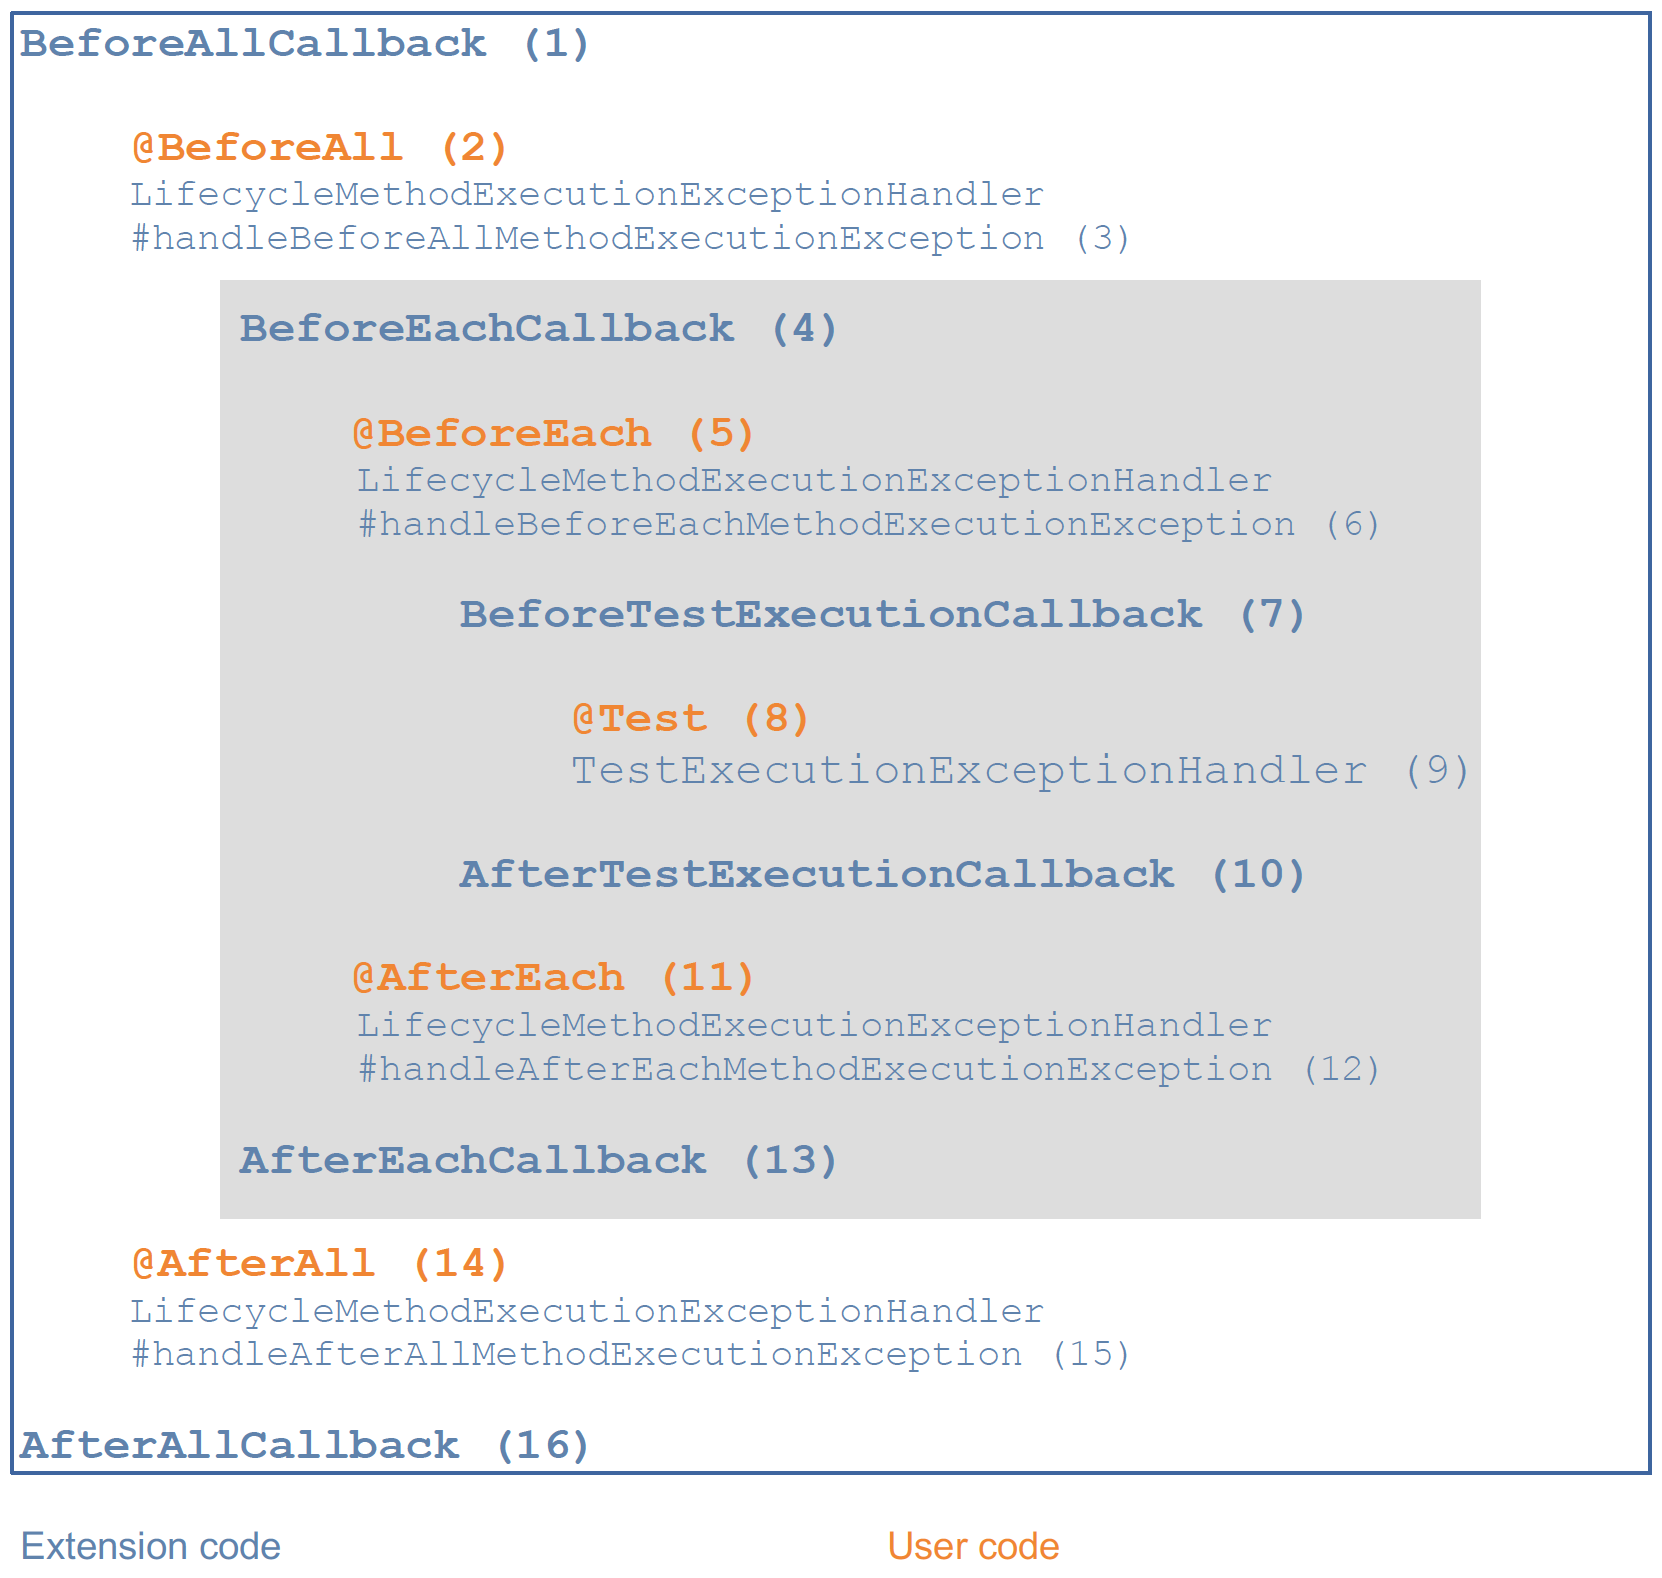 BeforeAllCallback (1)
@BeforeAll (2)
LifecycleMethodExecutionExceptionHandler
#handleBeforeAllMethodExecutionException (3)
BeforeEachCallback (4)
@BeforeEach (5)
LifecycleMethodExecutionExceptionHandler
#handleBeforeEachMethodExecutionException (6)
BeforeTestExecutionCallback (7)
@Test (8)
TestExecutionExceptionHandler (9)
AfterTestExecutionCallback (10)
@AfterEach (11)
LifecycleMethodExecutionExceptionHandler
#handleAfterEachMethodExecutionException (12)
AfterEachCallback (13)
@AfterAll (14)
LifecycleMethodExecutionExceptionHandler
#handleAfterAllMethodExecutionException (15)
AfterAllCallback (16)
Extension code
User code